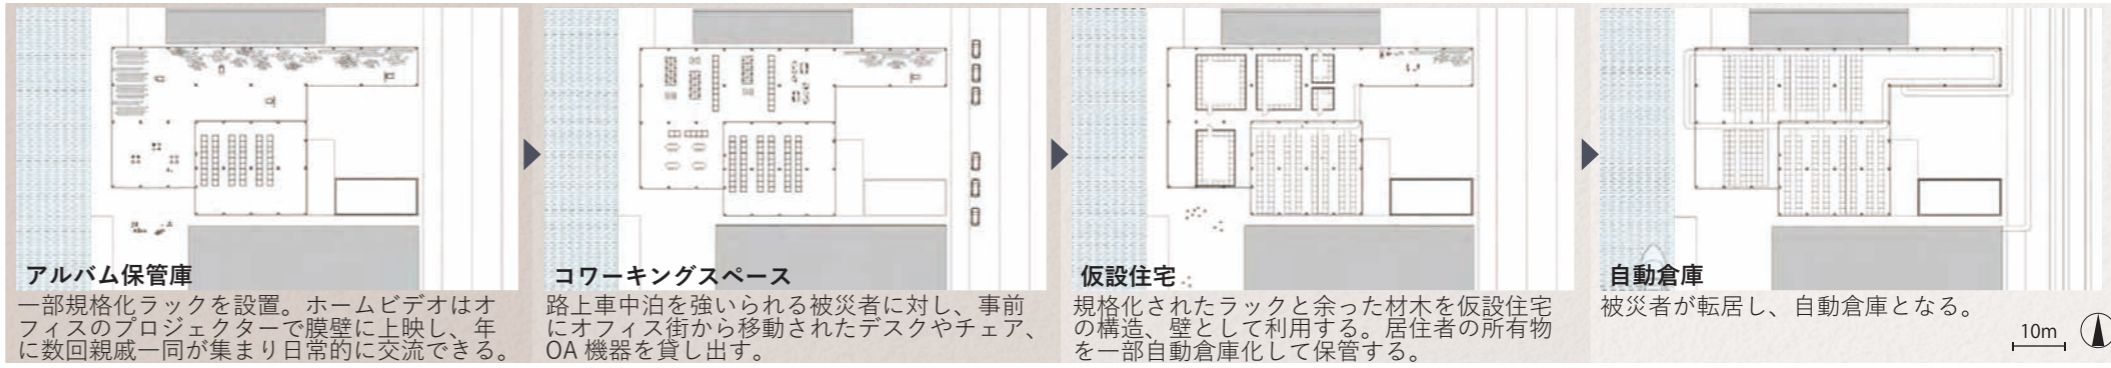 アルバム保管庫
一部規格化ラックを設置。ホームビデオはオ
フィスのプロジェクターで膜壁に上映し、年
に数回親戚一同が集まり日常的に交流できる。
コワーキングスペース
路上車中泊を強いられる被災者に対し、事前
にオフィス街から移動されたデスクやチェア、
OA 機器を貸し出す。
仮設住宅
規格化されたラックと余った材木を仮設住宅
の構造、壁として利用する。居住者の所有物
を一部自動倉庫化して保管する。
自動倉庫
被災者が転居し、自動倉庫となる。
10m